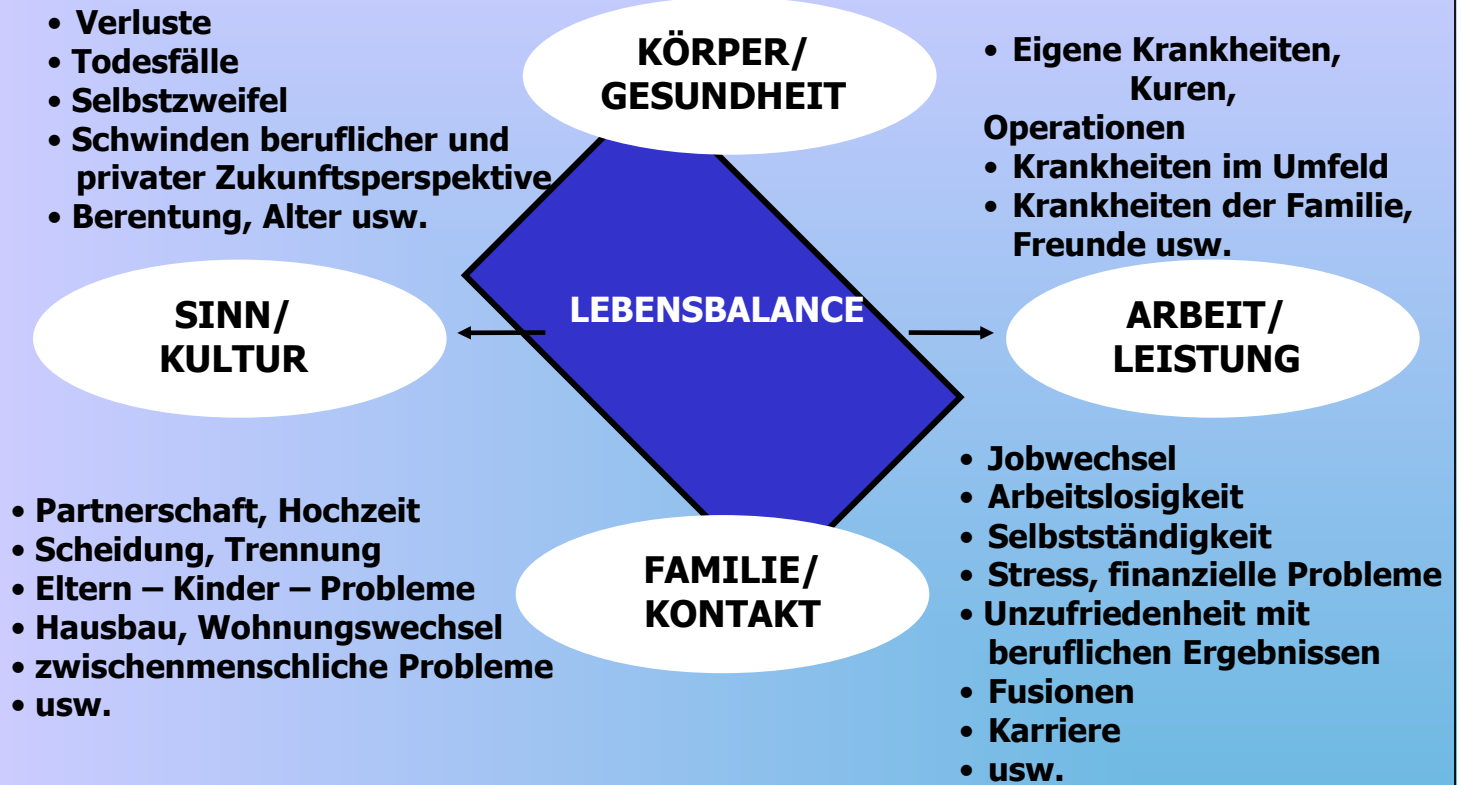 • Verluste
• Todesfälle
• Selbstzweifel
• Schwinden beruflicher und
privater Zukunftsperspektive
• Berentung, Alter usw.
KÖRPER/
GESUNDHEIT
• Eigene Krankheiten,
Kuren,
Operationen
• Krankheiten im Umfeld
• Krankheiten der Familie,
Freunde usw.
SINN/
KULTUR
LEBENSBALANCE
ARBEIT/
LEISTUNG
• Partnerschaft, Hochzeit
• Scheidung, Trennung
• Eltern – Kinder – Probleme
• Hausbau, Wohnungswechsel
• zwischenmenschliche Probleme
• usw.
FAMILIE/
KONTAKT
• Jobwechsel
• Arbeitslosigkeit
• Selbstständigkeit
• Stress, finanzielle Probleme
• Unzufriedenheit mit
beruflichen Ergebnissen
• Fusionen
• Karriere
• usw.